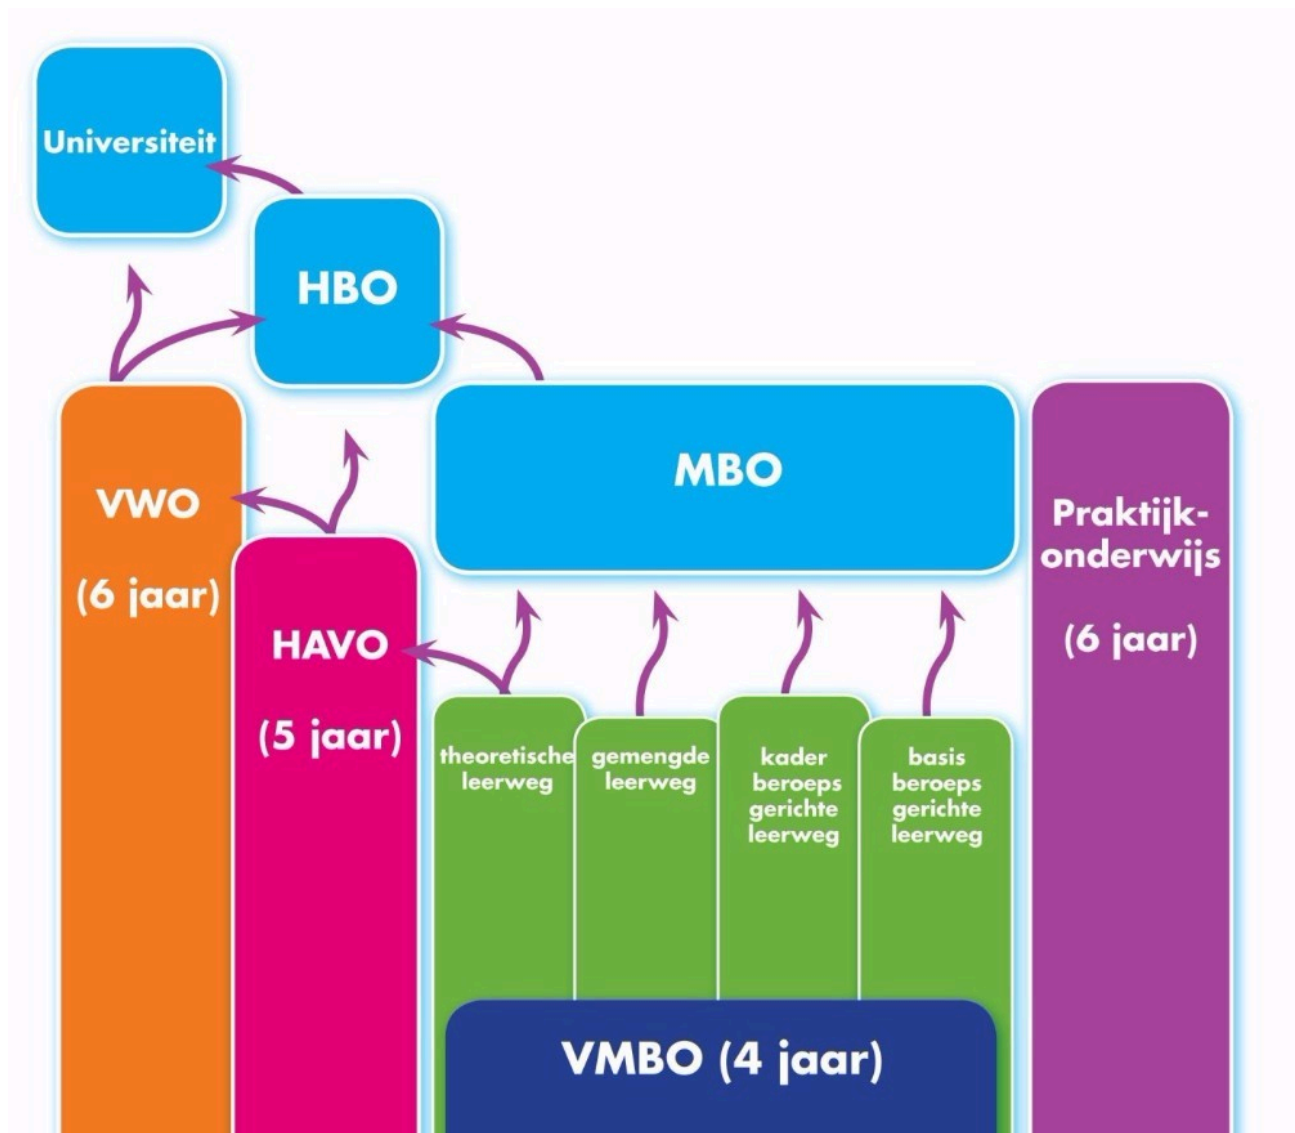 Universiteit
HBO
MBO
VWO
(6 jaar)
HAVO
(5 jaar)
Praktijk-
onderwijs
(6 jaar)
theoretische
leerweg
gemengde
leerweg
kader
beroeps
gerichte
leerweg
basis
beroeps
gerichte
leerweg
VMBO (4 jaar)